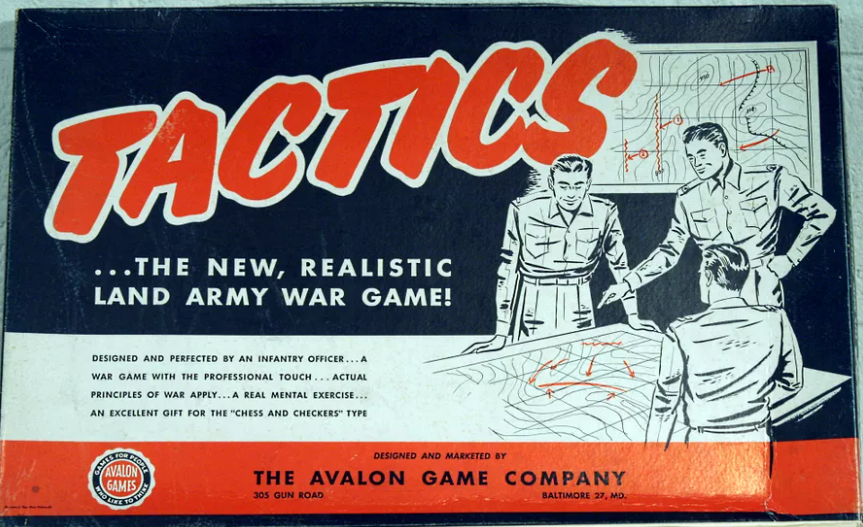 TACTICS
...THE NEW, REALISTIC
LAND ARMY WAR GAME!
DESIGNED AND PERFECTED BY AN INFANTRY OFFICER...A
WAR GAME WITH THE PROFESSIONAL TOUCH... ACTUAL
PRINCIPLES OF WAR APPLY...A REAL MENTAL EXERCISE...
AN EXCELLENT GIFT FOR THE "CHESS AND CHECKERS" TYPE
GAMES FOR PEOPLE
AVALON
GAMES
WHO LIKE TO THINK
DESIGNED AND MARKETED BY
THE AVALON GAME COMPANY
305 GUN ROAD BALTIMORE 27, MD.